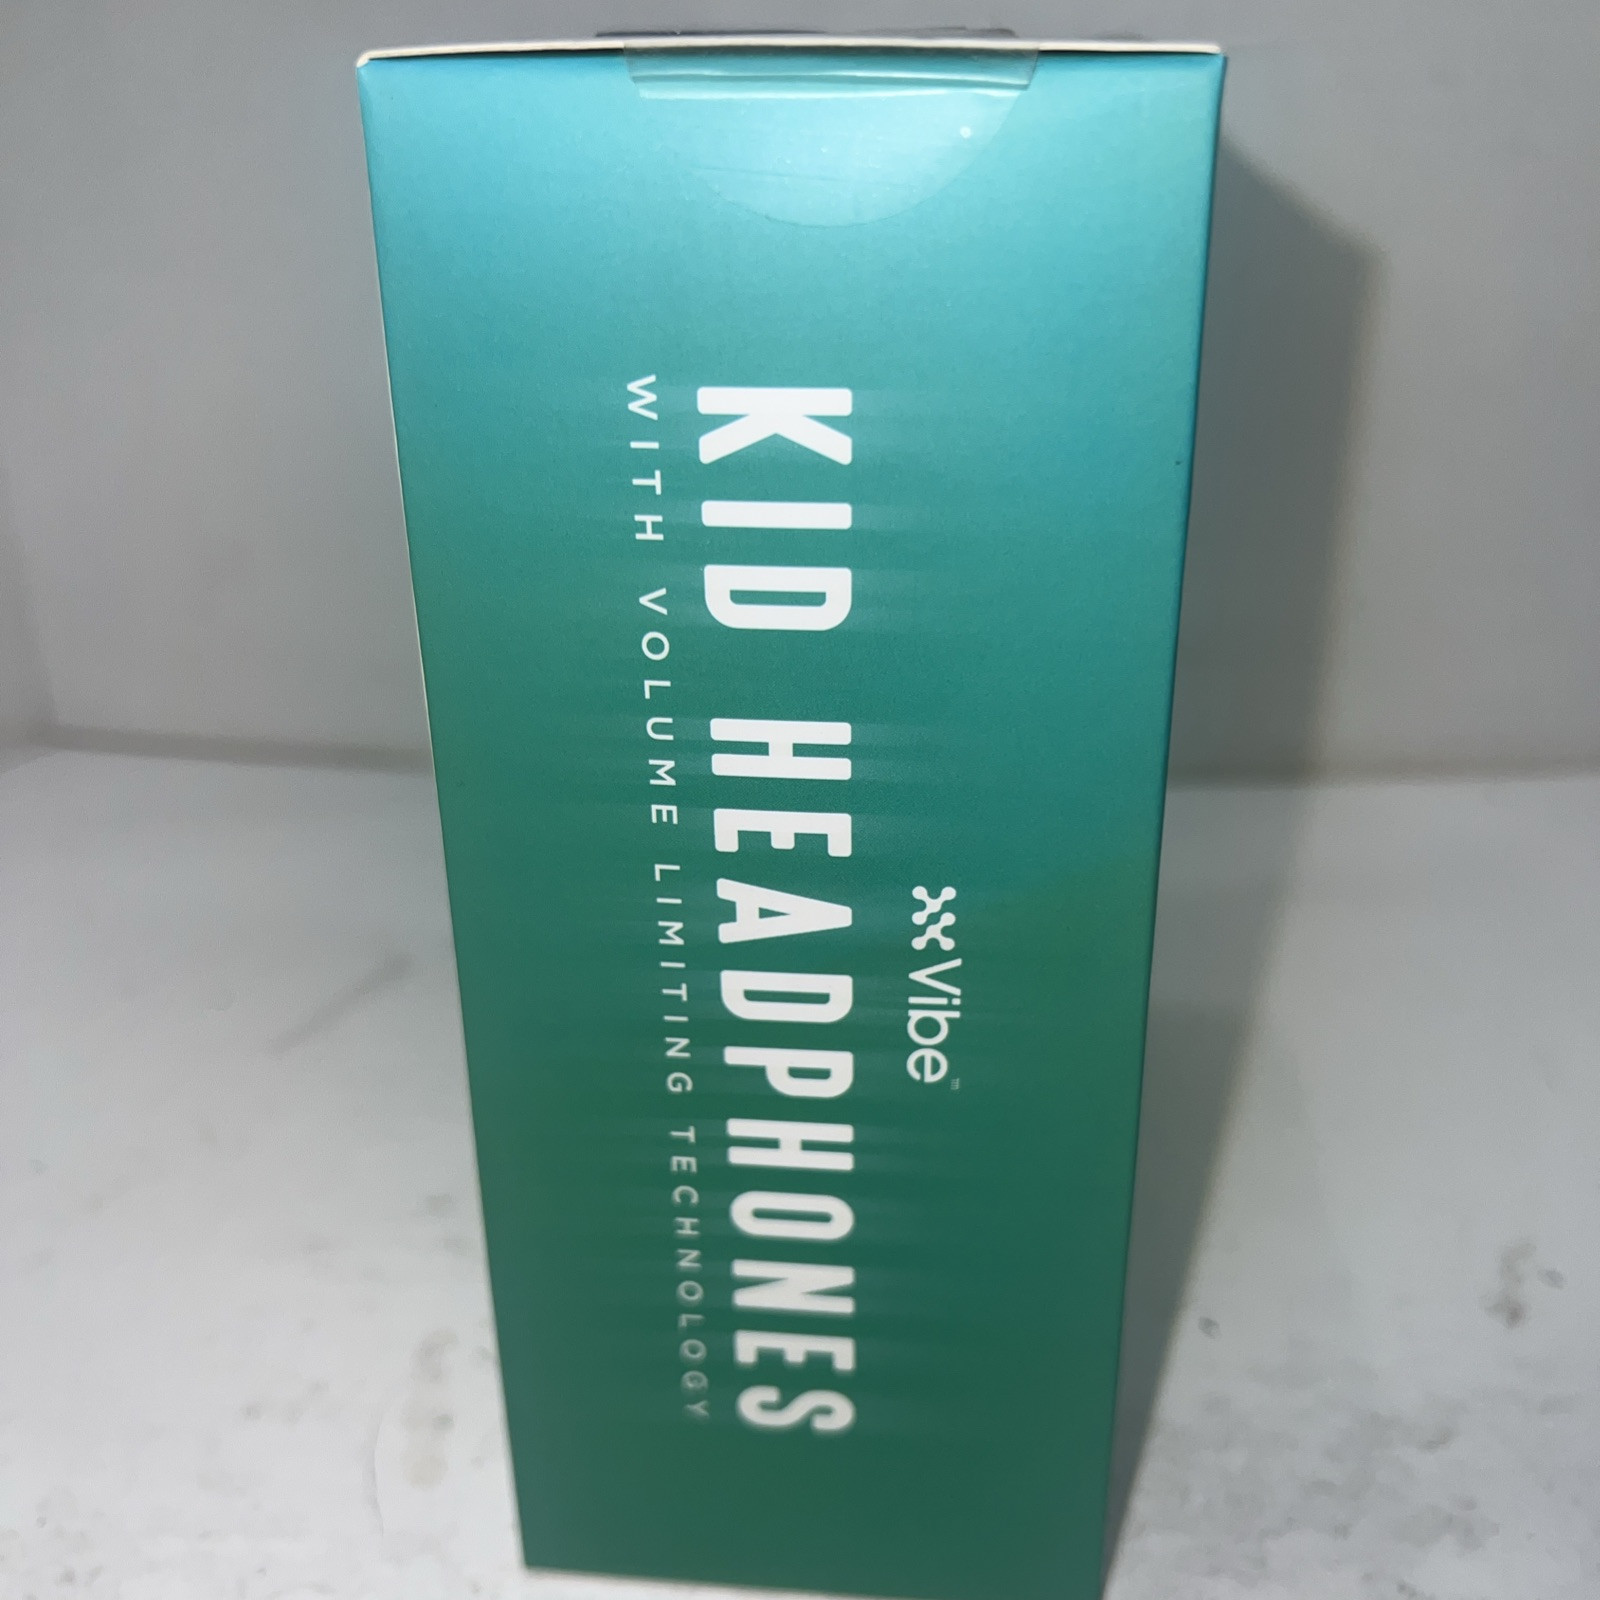 Vibe™
KID HEADPHONES
WITH VOLUME LIMITING TECHNOLOGY